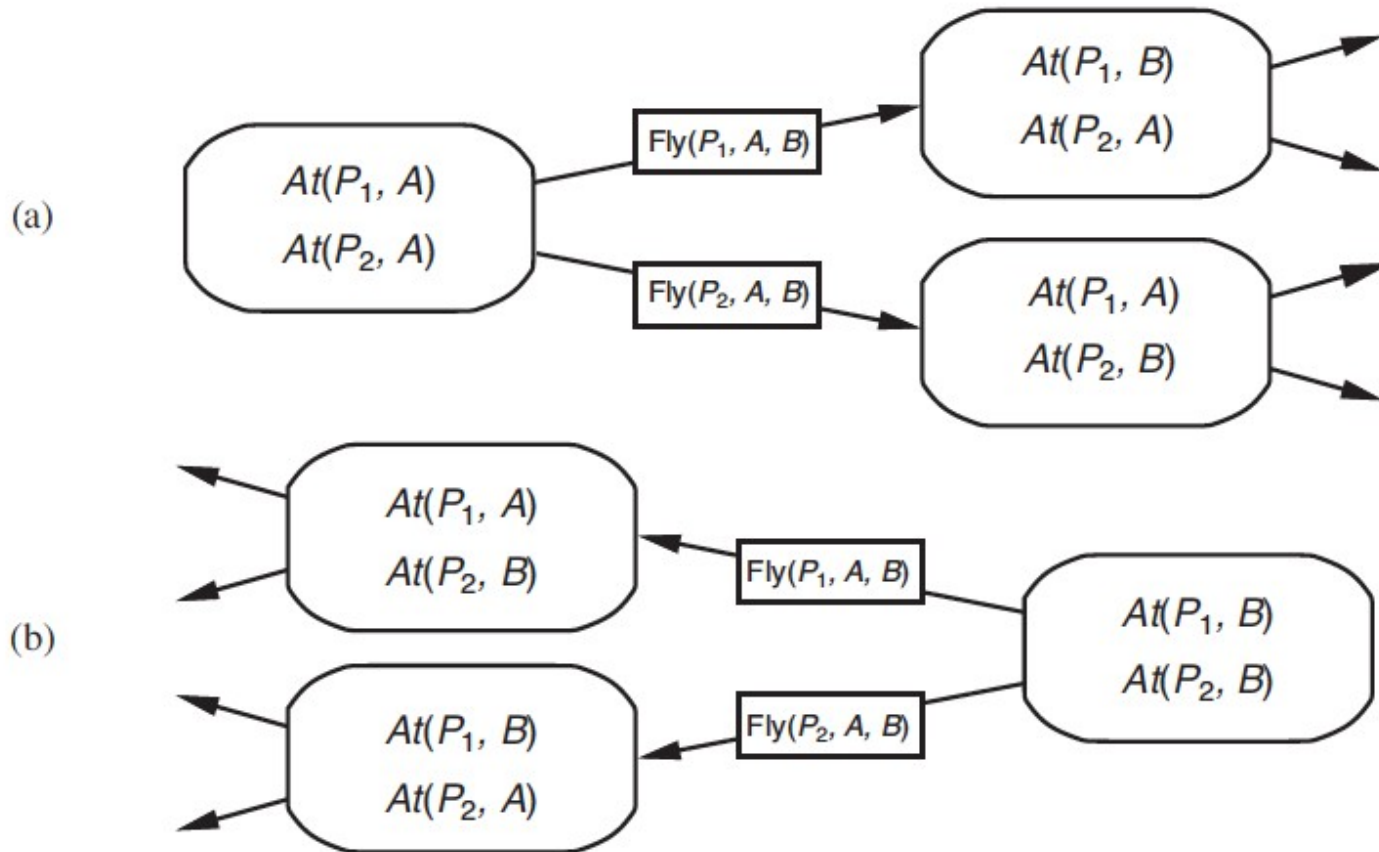 At(P₁, B)
At(P₂, A)
Fly(P₁, A, B)
At(P₁, A)
At(P₂, A)
(a)
Fly(P₂, A, B)
At(P₁, A)
At(P₂, B)
At(P₁, A)
At(P₂, B)
Fly(P₁, A, B)
At(P₁, B)
At(P₂, B)
(b)
Fly(P₂, A, B)
At(P₁, B)
At(P₂, A)